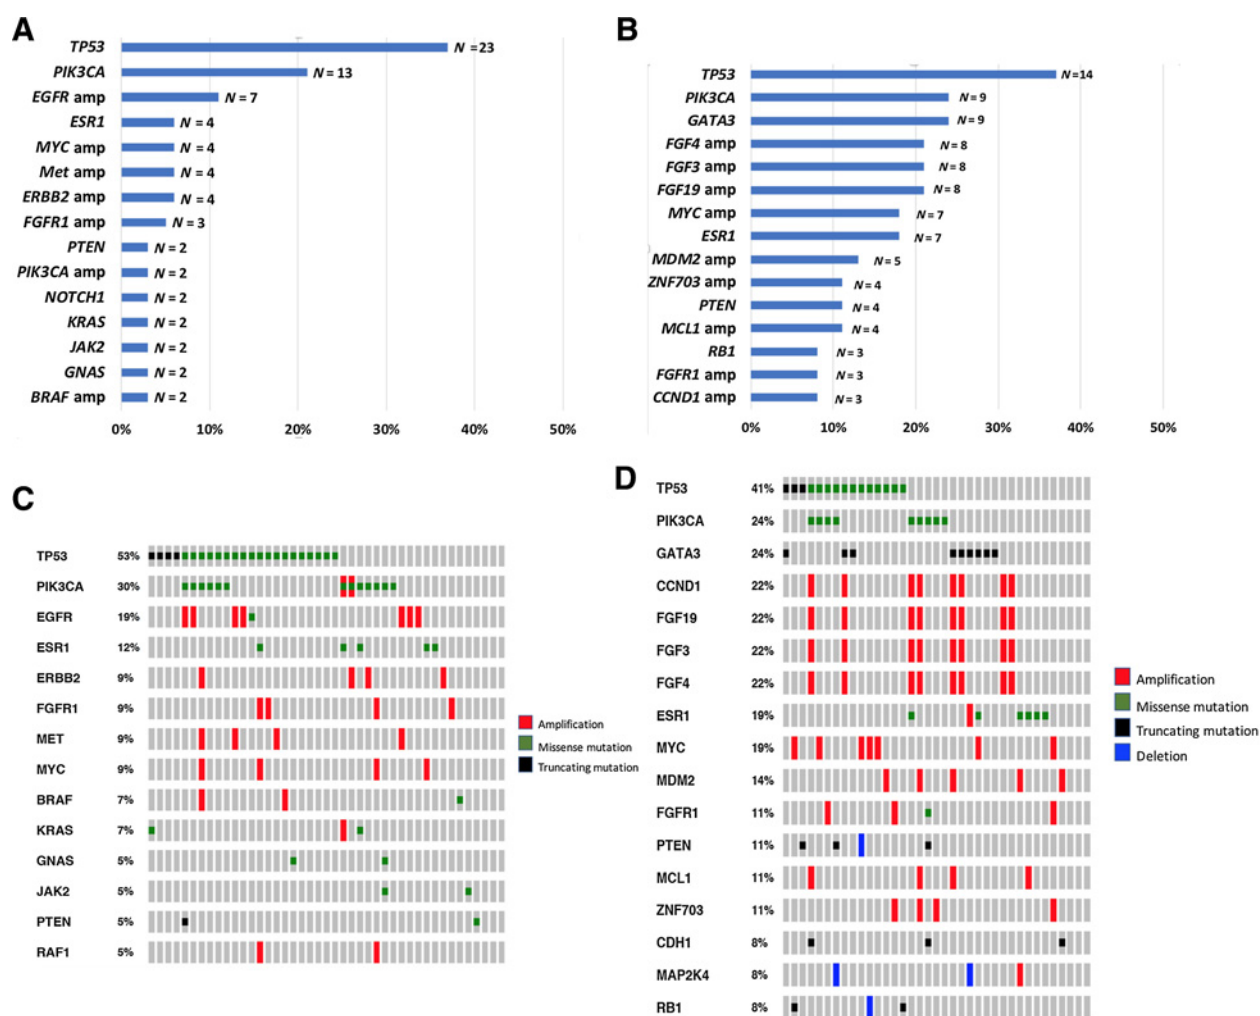 A
TP53 N = 23
PIK3CA N = 13
EGFR amp N = 7
ESR1 N = 4
MYC amp N = 4
Met amp N = 4
ERBB2 amp N = 4
FGFR1 amp N = 3
PTEN N = 2
PIK3CA amp N = 2
NOTCH1 N = 2
KRAS N = 2
JAK2 N = 2
GNAS N = 2
BRAF amp N = 2
0% 10% 20% 30% 40% 50%
B
TP53 N=14
PIK3CA N = 9
GATA3 N = 9
FGF4 amp N = 8
FGF3 amp N = 8
FGF19 amp N = 8
MYC amp N = 7
ESR1 N = 7
MDM2 amp N = 5
ZNF703 amp N = 4
PTEN N = 4
MCL1 amp N = 4
RB1 N = 3
FGFR1 amp N = 3
CCND1 amp N = 3
0% 10% 20% 30% 40% 50%
C
TP53 53%
PIK3CA 30%
EGFR 19%
ESR1 12%
ERBB2 9%
FGFR1 9%
MET 9%
MYC 9%
BRAF 7%
KRAS 7%
GNAS 5%
JAK2 5%
PTEN 5%
RAF1 5%
Amplification
Missense mutation
Truncating mutation
D
TP53 41%
PIK3CA 24%
GATA3 24%
CCND1 22%
FGF19 22%
FGF3 22%
FGF4 22%
ESR1 19%
MYC 19%
MDM2 14%
FGFR1 11%
PTEN 11%
MCL1 11%
ZNF703 11%
CDH1 8%
MAP2K4 8%
RB1 8%
Amplification
Missense mutation
Truncating mutation
Deletion